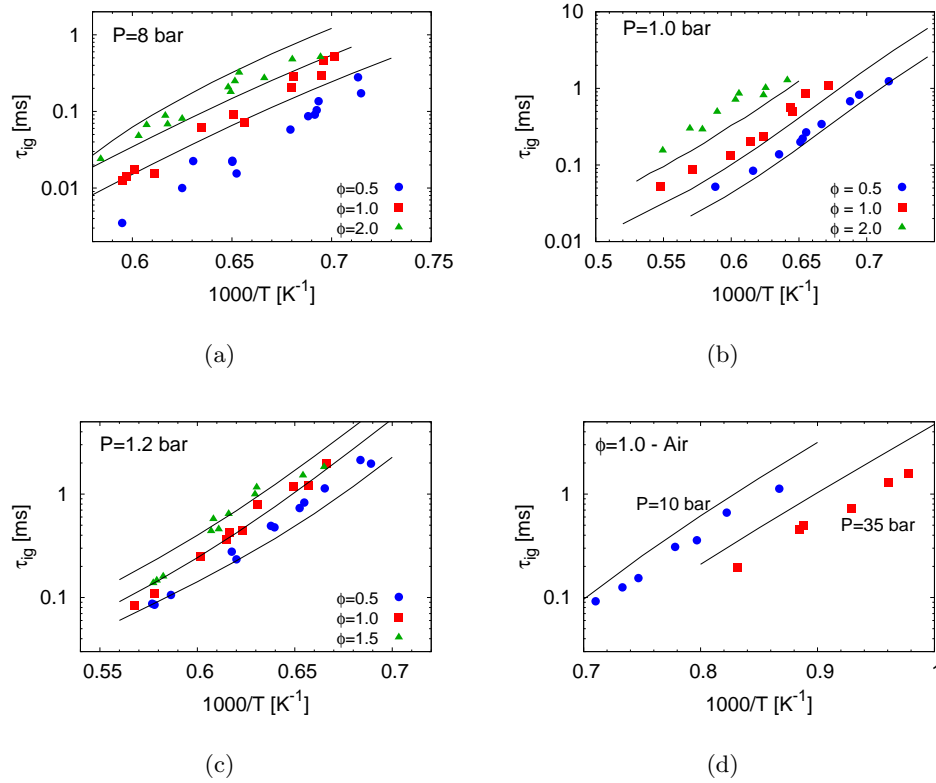 P=8 bar
τig [ms]
1
0.1
0.01
ϕ=0.5
ϕ=1.0
ϕ=2.0
0.6 0.65 0.7 0.75
1000/T [K⁻¹]
(a)
P=1.0 bar
τig [ms]
10
1
0.1
0.01
ϕ = 0.5
ϕ = 1.0
ϕ = 2.0
0.5 0.55 0.6 0.65 0.7
1000/T [K⁻¹]
(b)
P=1.2 bar
τig [ms]
1
0.1
ϕ=0.5
ϕ=1.0
ϕ=1.5
0.55 0.6 0.65 0.7
1000/T [K⁻¹]
(c)
ϕ=1.0 - Air
τig [ms]
1
0.1
P=10 bar
P=35 bar
0.7 0.8 0.9 1
1000/T [K⁻¹]
(d)